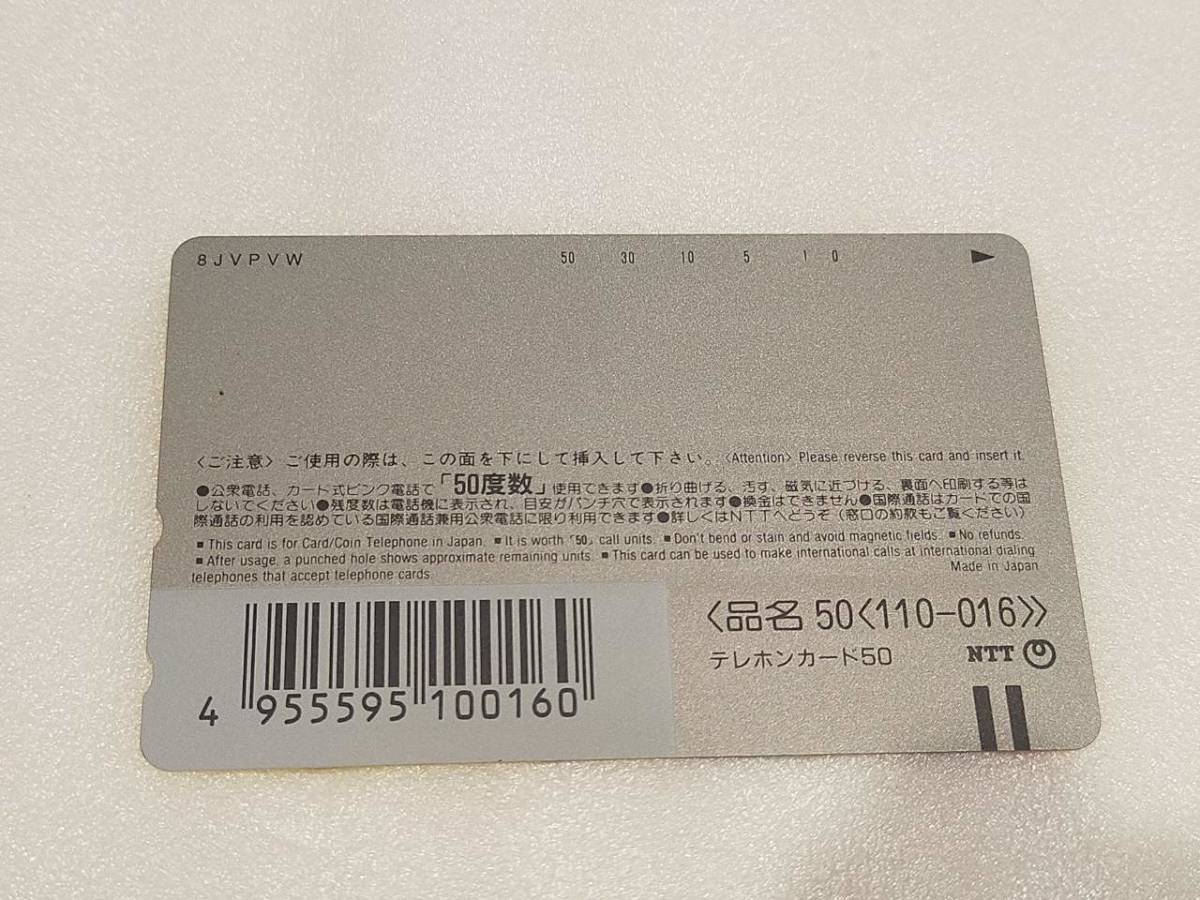 8JVPVW 50 30 10 5 1 0
〈ご注意〉ご使用の際は、この面を下にして挿入して下さい。〈Attention〉Please reverse this card and insert it.
●公衆電話、カード式ピンク電話で「50度数」使用できます●折り曲げる、汚す、磁気に近づける、裏面へ印刷する等は
しないでください●残度数は電話機に表示され、目安がパンチ穴で表示されます●換金はできません●国際通話はカードでの国
際通話の利用を認めている国際通話兼用公衆電話に限り利用できます●詳しくはNTTへどうぞ(窓口の約款もご覧ください)
■This card is for Card/Coin Telephone in Japan. ■It is worth「50」call units. ■Don't bend or stain and avoid magnetic fields. ■No refunds.
■After usage, a punched hole shows approximate remaining units. ■This card can be used to make international calls at international dialing
telephones that accept telephone cards. Made in Japan
〈品名 50〈110-016〉〉
テレホンカード50 NTT
4 955595 100160